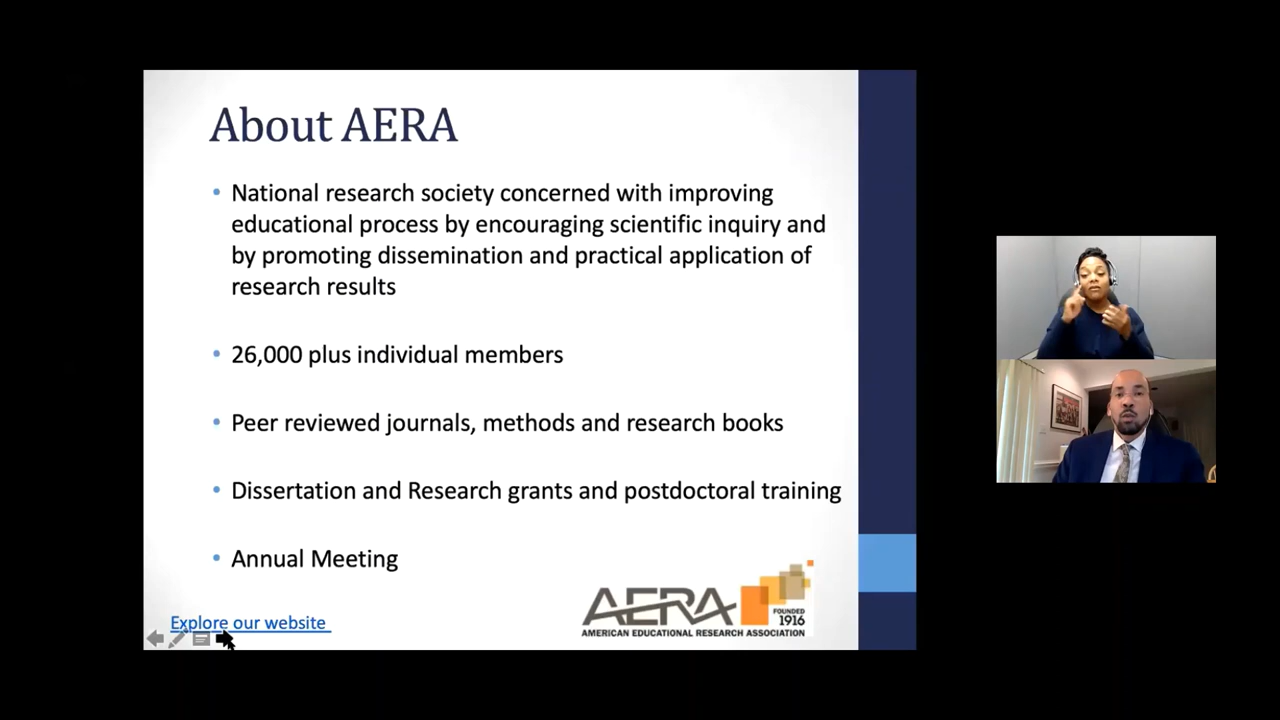 About AERA
• National research society concerned with improving
educational process by encouraging scientific inquiry and
by promoting dissemination and practical application of
research results
• 26,000 plus individual members
• Peer reviewed journals, methods and research books
• Dissertation and Research grants and postdoctoral training
• Annual Meeting
Explore our website
AERA
FOUNDED
1916
AMERICAN EDUCATIONAL RESEARCH ASSOCIATION